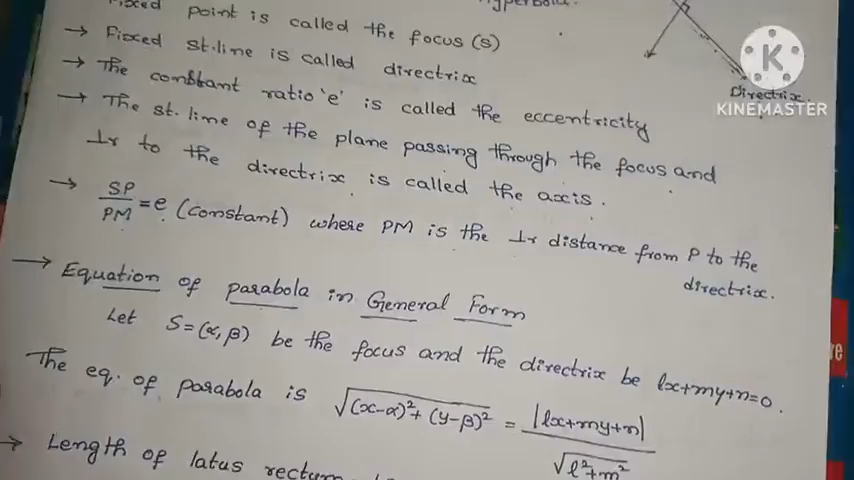 Hyperbola.
Fixed point is called the focus (s)
→ Fixed st.line is called directrix
→ The constant ratio 'e' is called the eccentricity
→ The st. line of the plane passing through the focus and
⊥r to the directrix is called the axis.
→ SP/PM = e (constant) where PM is the ⊥r distance from P to the
directrix.
→ Equation of parabola in General Form
Let S=(α,β) be the focus and the directrix be lx+my+n=0.
The eq. of parabola is √((x-α)²+(y-β)²) = |lx+my+n|/√(l²+m²)
→ Length of latus rectum
Directrix.
K
KINEMASTER